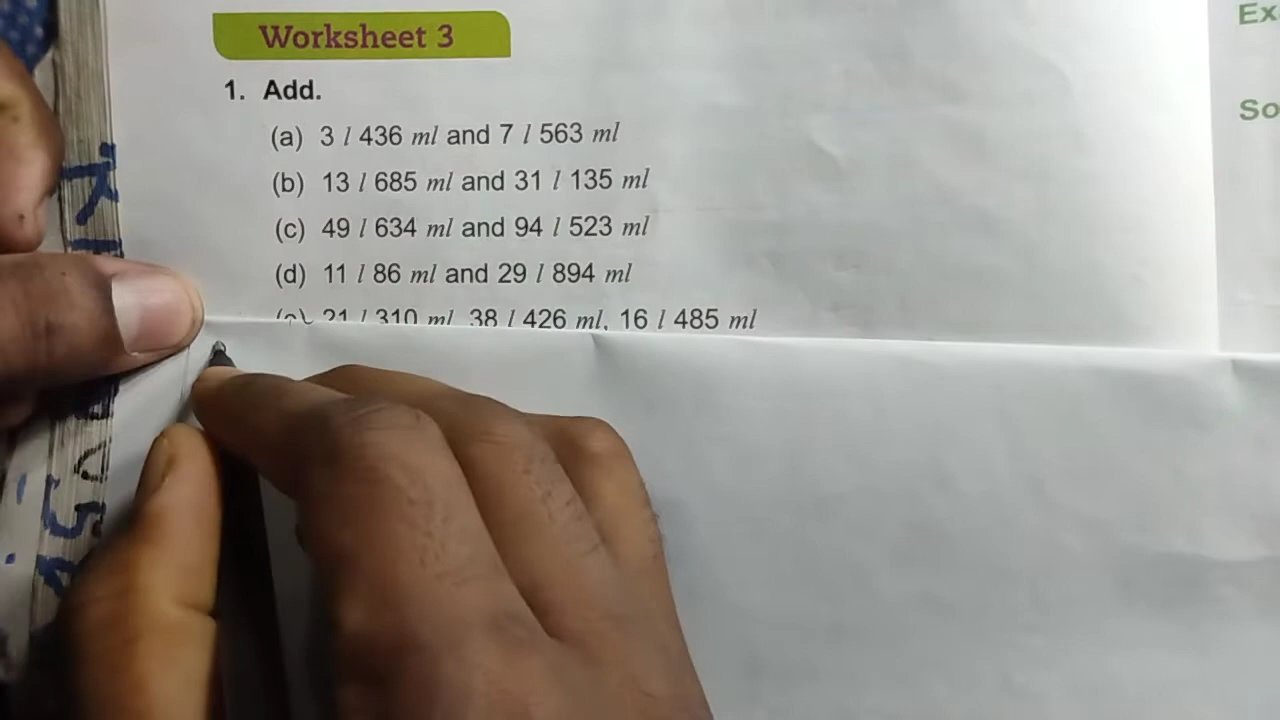 Worksheet 3
1. Add.
(a) 3 l 436 ml and 7 l 563 ml
(b) 13 l 685 ml and 31 l 135 ml
(c) 49 l 634 ml and 94 l 523 ml
(d) 11 l 86 ml and 29 l 894 ml
21 l 310 ml, 38 l 426 ml, 16 l 485 ml